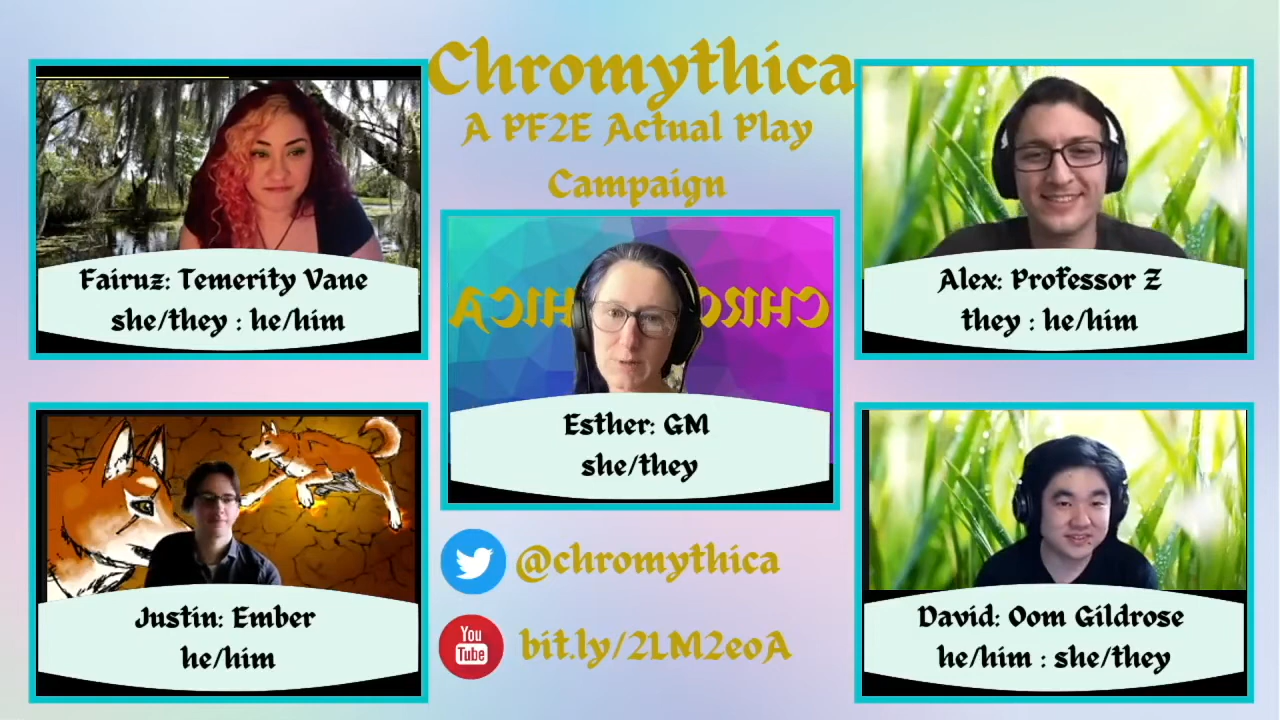 Chromythica
A PF2E Actual Play
Campaign
Fairuz: Temerity Vane
she/they : he/him
Alex: Professor Z
they : he/him
CHROMYTHICA
Esther: GM
she/they
Justin: Ember
he/him
David: Oom Gildrose
he/him : she/they
@chromythica
You
Tube
bit.ly/2LM2eoA